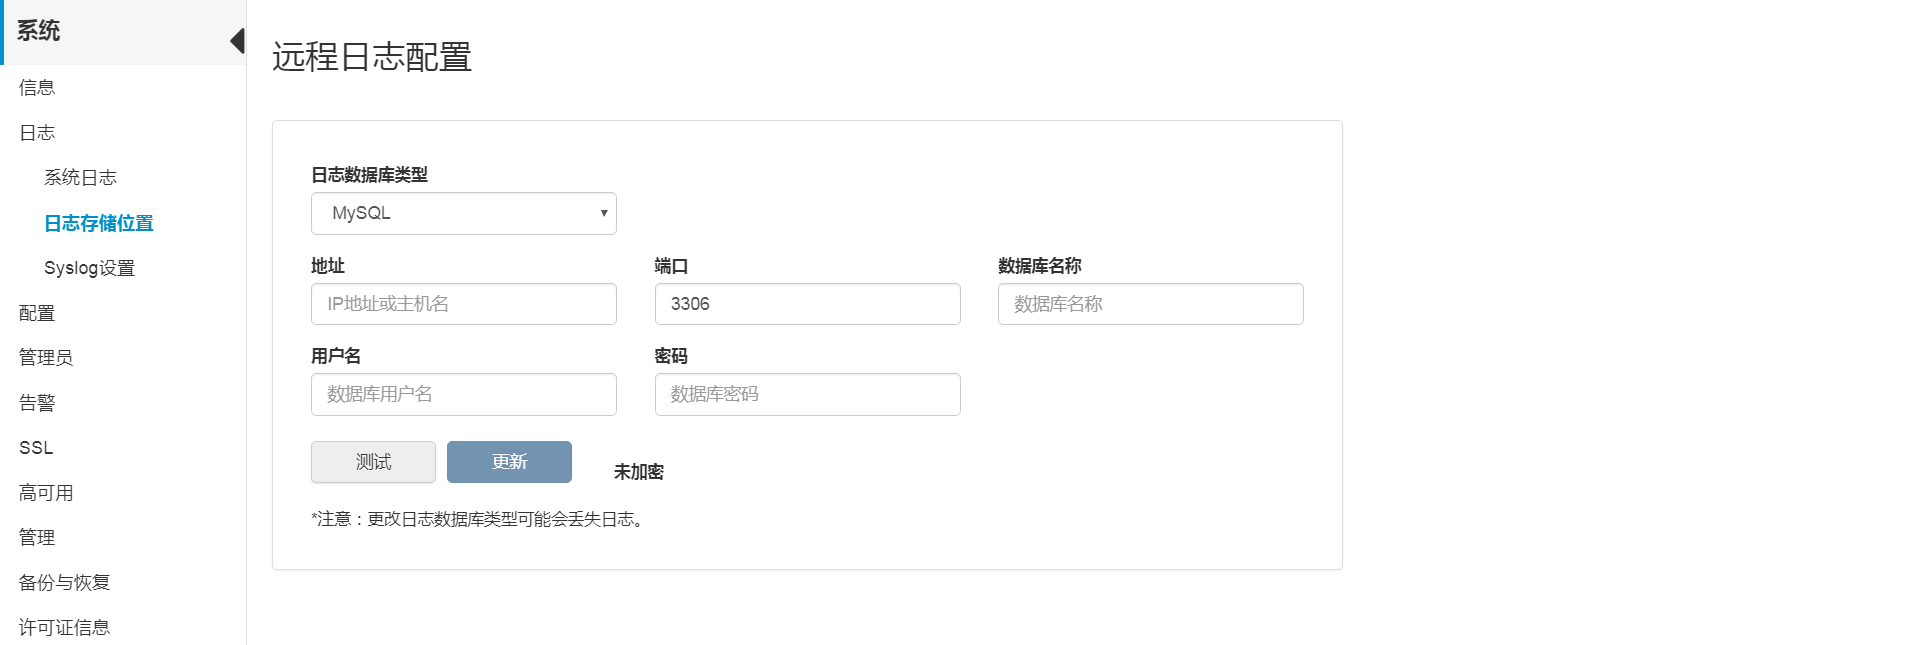 系统
信息
日志
系统日志
日志存储位置
Syslog设置
配置
管理员
告警
SSL
高可用
管理
备份与恢复
许可证信息
远程日志配置
日志数据库类型
MySQL
地址 端口 数据库名称
IP地址或主机名 3306 数据库名称
用户名 密码
数据库用户名 数据库密码
测试 更新 未加密
*注意：更改日志数据库类型可能会丢失日志。